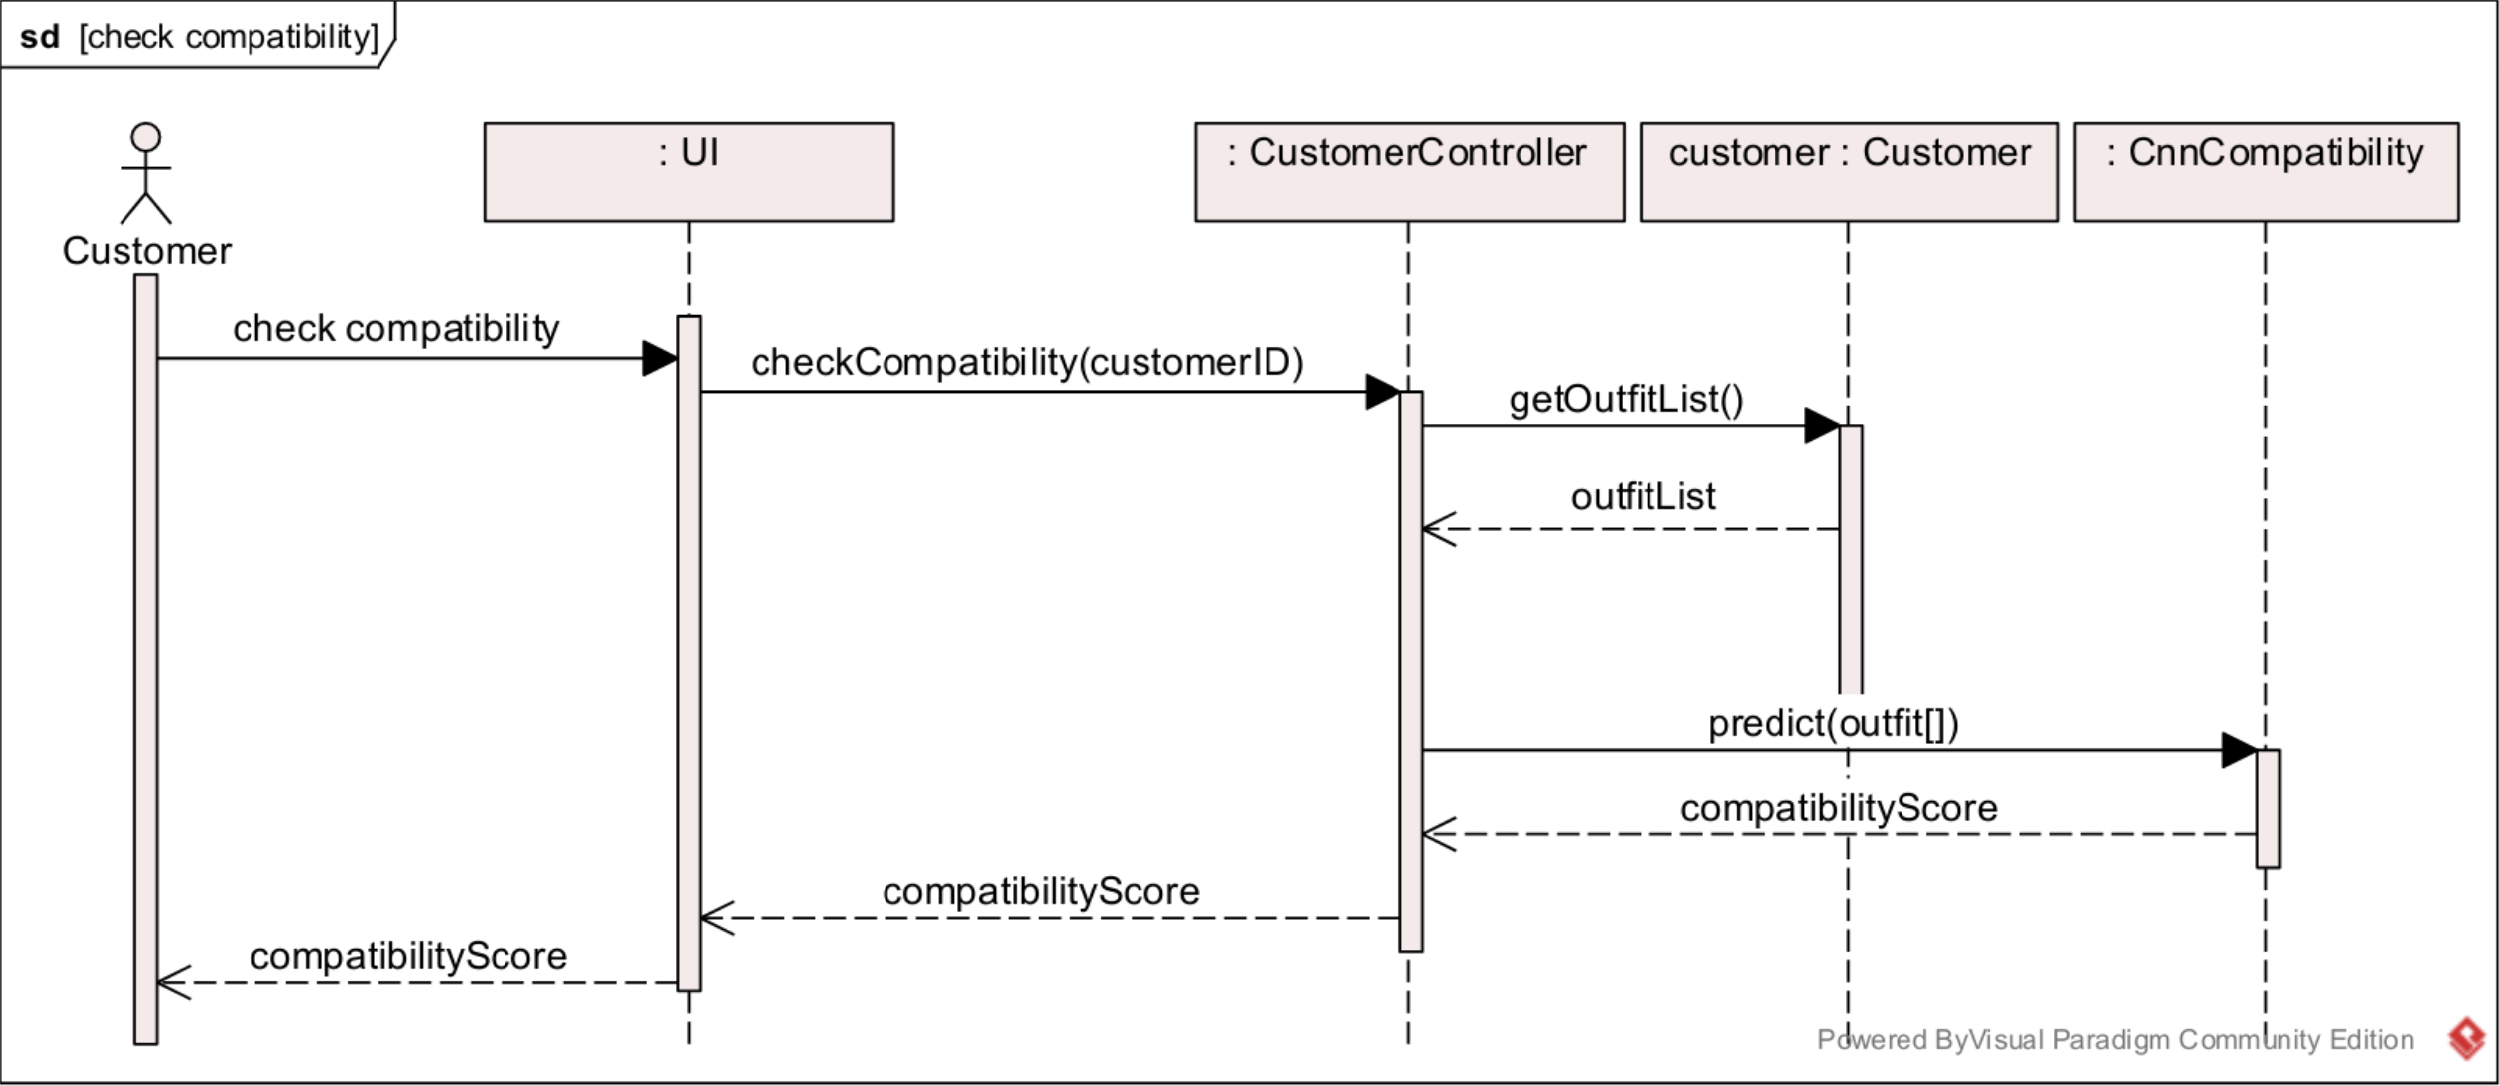 sd [check compatibility]
: UI
: CustomerController
customer : Customer
: CnnCompatibility
Customer
check compatibility
checkCompatibility(customerID)
getOutfitList()
outfitList
predict(outfit[])
compatibilityScore
compatibilityScore
compatibilityScore
Powered ByVisual Paradigm Community Edition